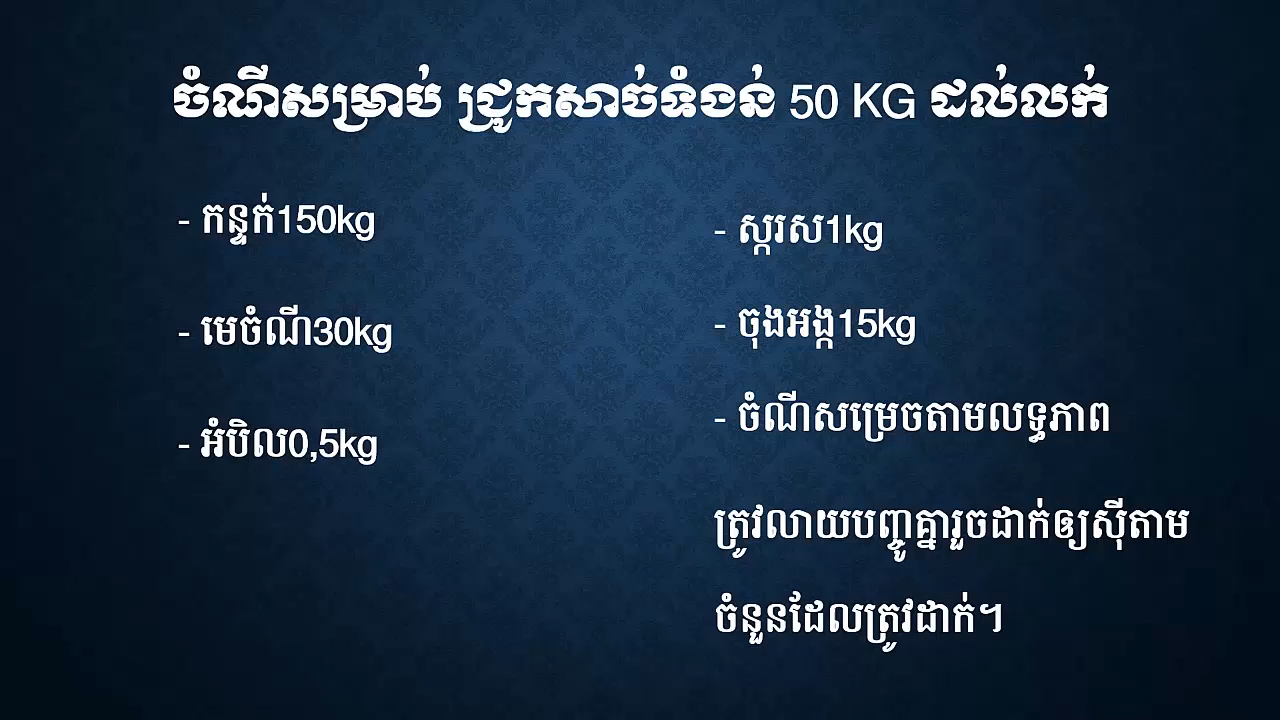 ចំណីសម្រាប់ ជ្រូកសាច់ទំងន់ 50 KG ដល់លក់
- កន្ទក់150kg
- មេចំណី30kg
- អំបិល0,5kg
- ស្ករស1kg
- ចុងអង្ក15kg
- ចំណីសម្រេចតាមលទ្ធភាព
ត្រូវលាយបញ្ចូគ្នារួចដាក់ឲ្យស៊ីតាម
ចំនួនដែលត្រូវដាក់។